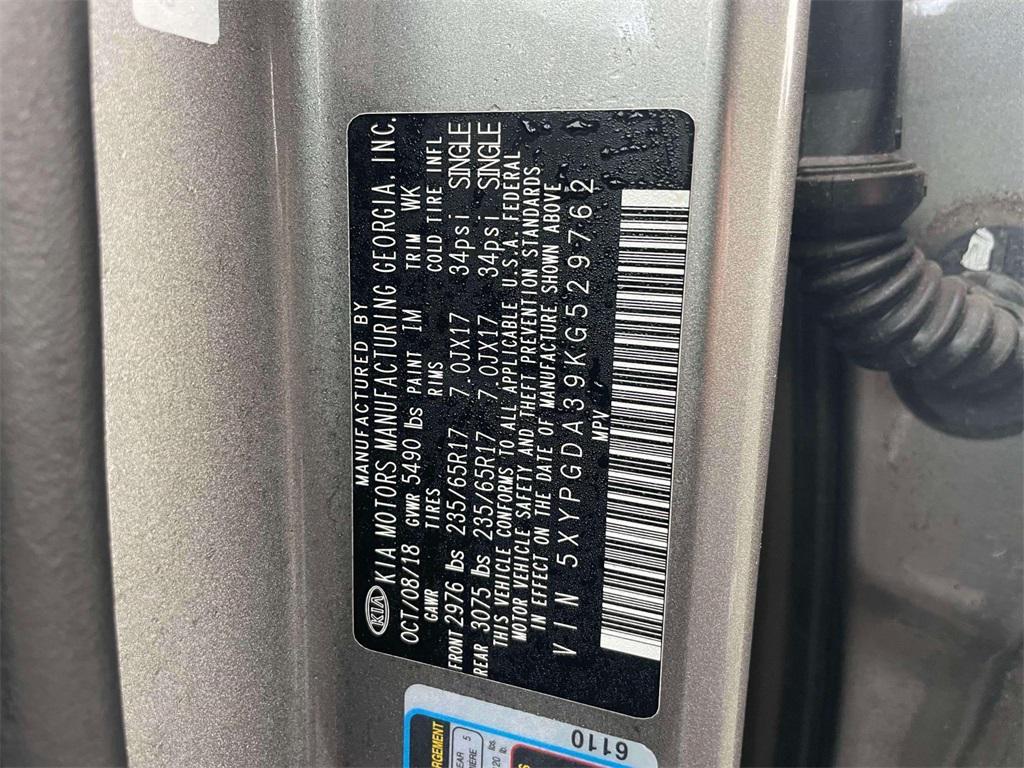 MANUFACTURED BY
KIA KIA MOTORS MANUFACTURING GEORGIA, INC.
OCT/08/18 GVWR 5490 lbs PAINT IM TRIM WK
GAWR TIRES RIMS COLD TIRE INFL
FRONT 2976 lbs 235/65R17 7.0JX17 34psi SINGLE
REAR 3075 lbs 235/65R17 7.0JX17 34psi SINGLE
THIS VEHICLE CONFORMS TO ALL APPLICABLE U.S.A. FEDERAL
MOTOR VEHICLE SAFETY AND THEFT PREVENTION STANDARDS
IN EFFECT ON THE DATE OF MANUFACTURE SHOWN ABOVE
VIN 5XYPGDA39KG529762
MPV
6110